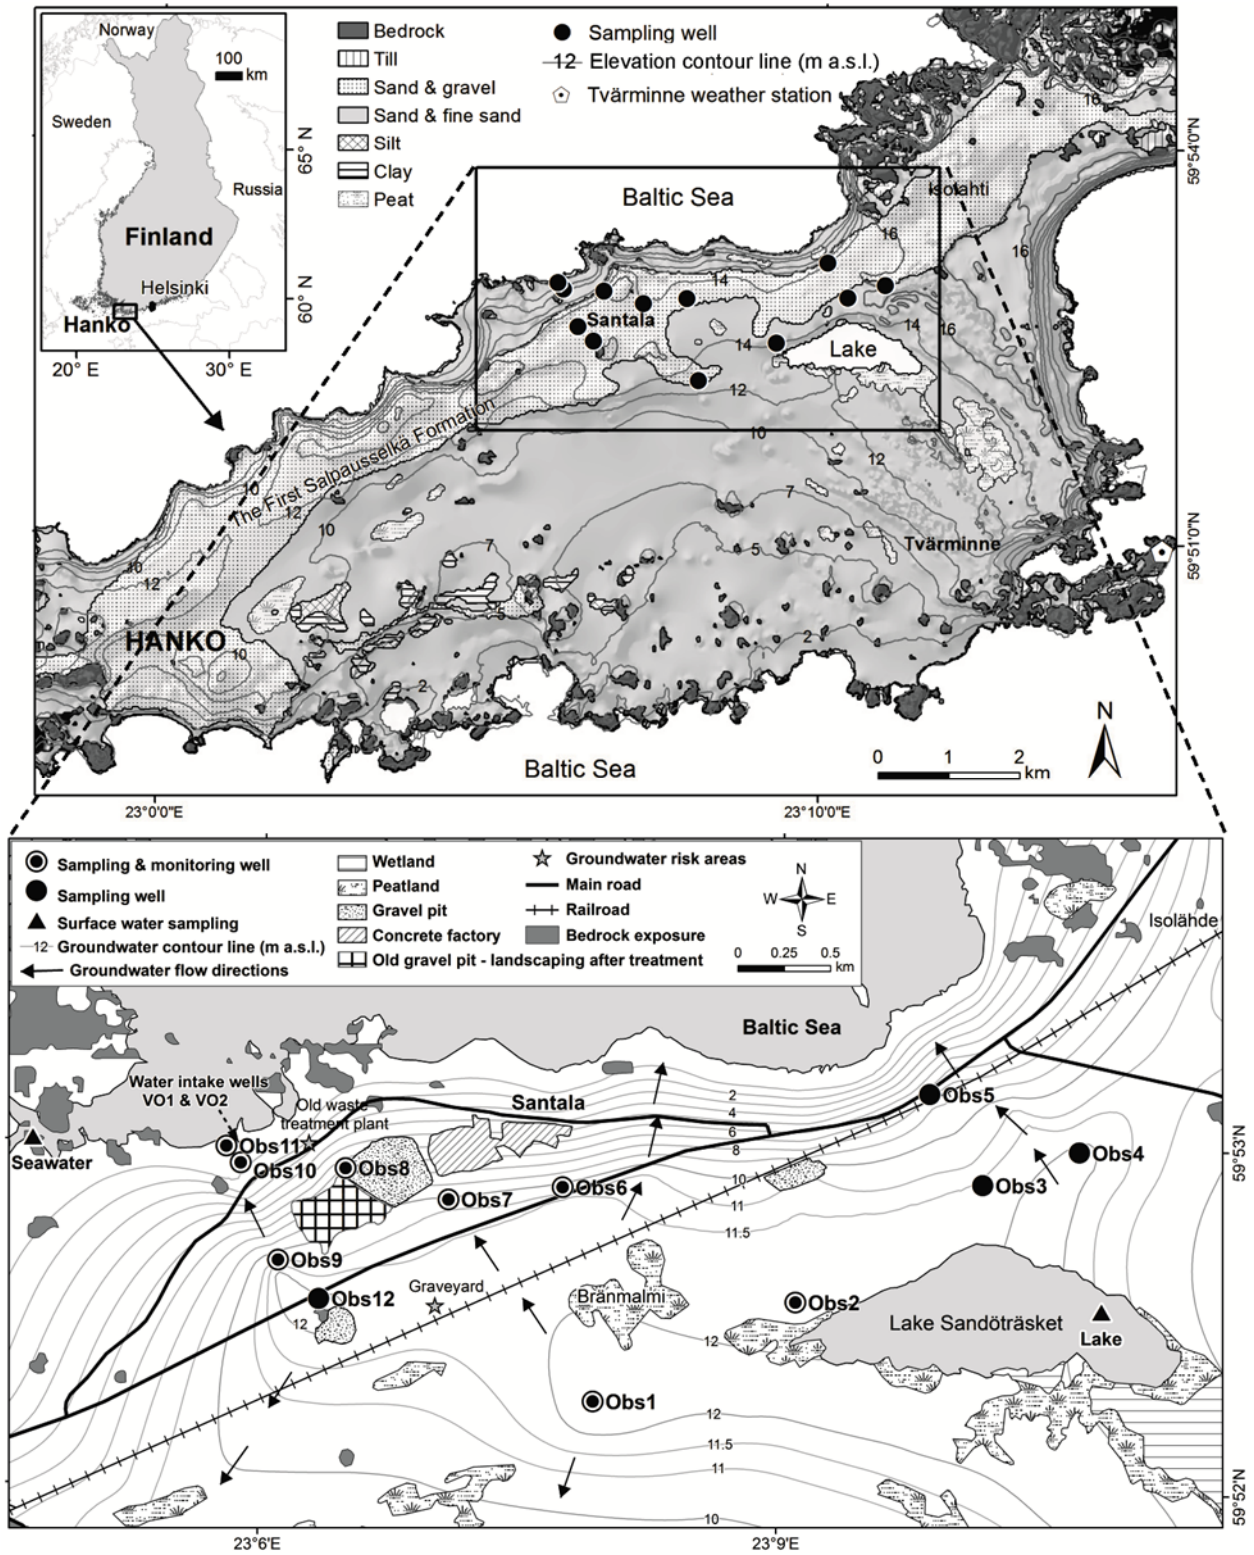 Norway
Sweden
Russia
Finland
Helsinki
Hanko
100
km
65° N
60° N
20° E
30° E
Bedrock
Till
Sand & gravel
Sand & fine sand
Silt
Clay
Peat
Sampling well
12 Elevation contour line (m a.s.l.)
Tvärminne weather station
Baltic Sea
Isolahti
16
16
16
16
14
14
14
12
12
10
10
10
10
10
12
12
12
7
7
5
5
2
2
Santala
Lake
The First Salpausselkä Formation
Tvärminne
HANKO
Baltic Sea
N
0 1 2
km
59°54'0"N
59°51'0"N
23°0'0"E
23°10'0"E
Sampling & monitoring well
Sampling well
Surface water sampling
12 Groundwater contour line (m a.s.l.)
Groundwater flow directions
Wetland
Peatland
Gravel pit
Concrete factory
Old gravel pit - landscaping after treatment
Groundwater risk areas
Main road
Railroad
Bedrock exposure
N
W E
S
0 0.25 0.5
km
Isolähde
Baltic Sea
Water intake wells
VO1 & VO2
Old waste
treatment plant
Santala
2
4
6
8
10
11
11.5
Seawater
Obs11
Obs10
Obs8
Obs7
Obs6
Obs5
Obs4
Obs3
Obs9
Obs12
Graveyard
12
Bränmalmi
Obs2
Lake Sandöträsket
Lake
12
Obs1
12
11.5
11
10
59°53'N
59°52'N
23°6'E
23°9'E